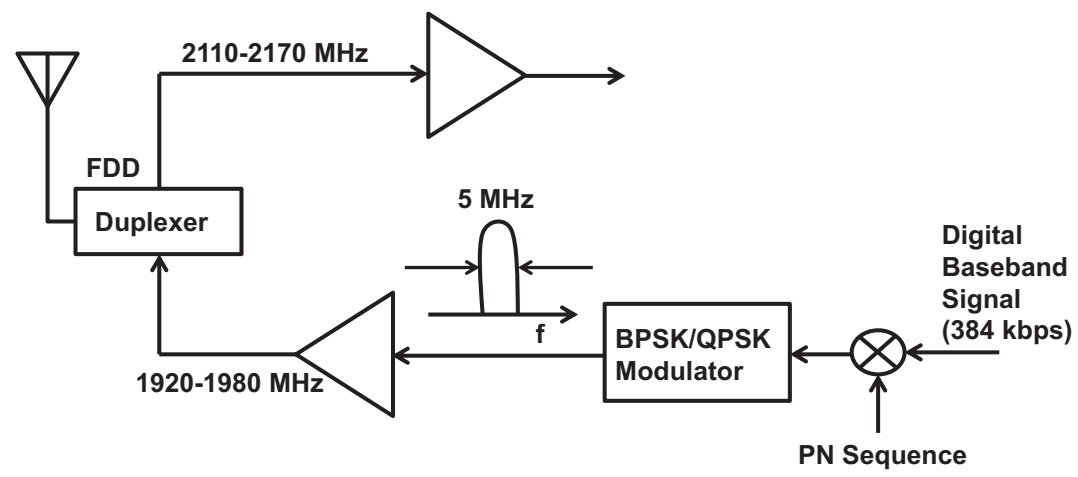 2110-2170 MHz
FDD
Duplexer
5 MHz
f
1920-1980 MHz
BPSK/QPSK
Modulator
Digital
Baseband
Signal
(384 kbps)
PN Sequence